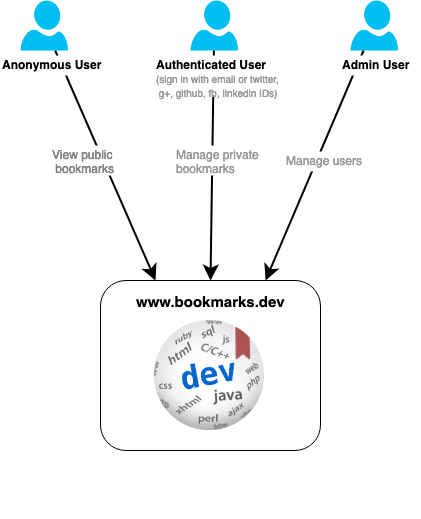 Anonymous User
Authenticated User
Admin User
(sign in with email or twitter,
g+, github, fb, linkedin IDs)
View public
bookmarks
Manage private
bookmarks
Manage users
www.bookmarks.dev
ruby
sql
js
html
C/C++
web
css
dev
php
xhtml
java
ajax
perl